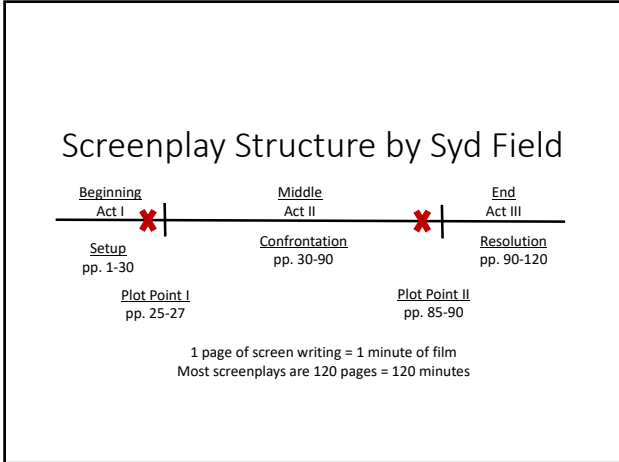 Screenplay Structure by Syd Field
Beginning
Act I
Middle
Act II
End
Act III
Setup
pp. 1-30
Confrontation
pp. 30-90
Resolution
pp. 90-120
Plot Point I
pp. 25-27
Plot Point II
pp. 85-90
1 page of screen writing = 1 minute of film
Most screenplays are 120 pages = 120 minutes